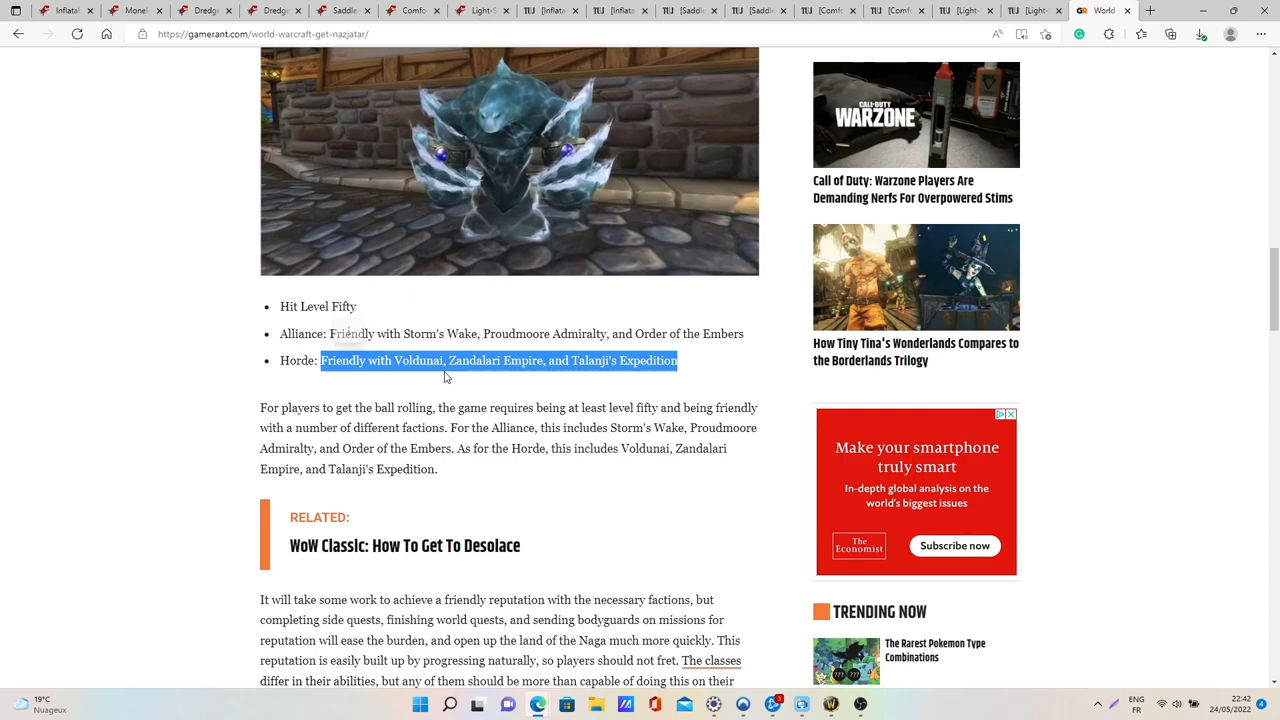 World
https://gamerant.com/world-warcraft-get-nazjatar/
CALL OF DUTY
WARZONE
Call of Duty: Warzone Players Are
Demanding Nerfs For Overpowered Stims
How Tiny Tina's Wonderlands Compares to
the Borderlands Trilogy
Hit Level Fifty
Alliance: Friendly with Storm's Wake, Proudmoore Admiralty, and Order of the Embers
Horde: Friendly with Voldunai, Zandalari Empire, and Talanji's Expedition
For players to get the ball rolling, the game requires being at least level fifty and being friendly
with a number of different factions. For the Alliance, this includes Storm's Wake, Proudmoore
Admiralty, and Order of the Embers. As for the Horde, this includes Voldunai, Zandalari
Empire, and Talanji's Expedition.
RELATED:
WoW Classic: How To Get To Desolace
It will take some work to achieve a friendly reputation with the necessary factions, but
completing side quests, finishing world quests, and sending bodyguards on missions for
reputation will ease the burden, and open up the land of the Naga much more quickly. This
reputation is easily built up by progressing naturally, so players should not fret. The classes
differ in their abilities, but any of them should be more than capable of doing this on their
Make your smartphone
truly smart
In-depth global analysis on the
world's biggest issues
The
Economist
Subscribe now
TRENDING NOW
The Rarest Pokemon Type
Combinations
??? ???
19°C
Nuageux
3
ENG
FR
22:42
24/05/2022